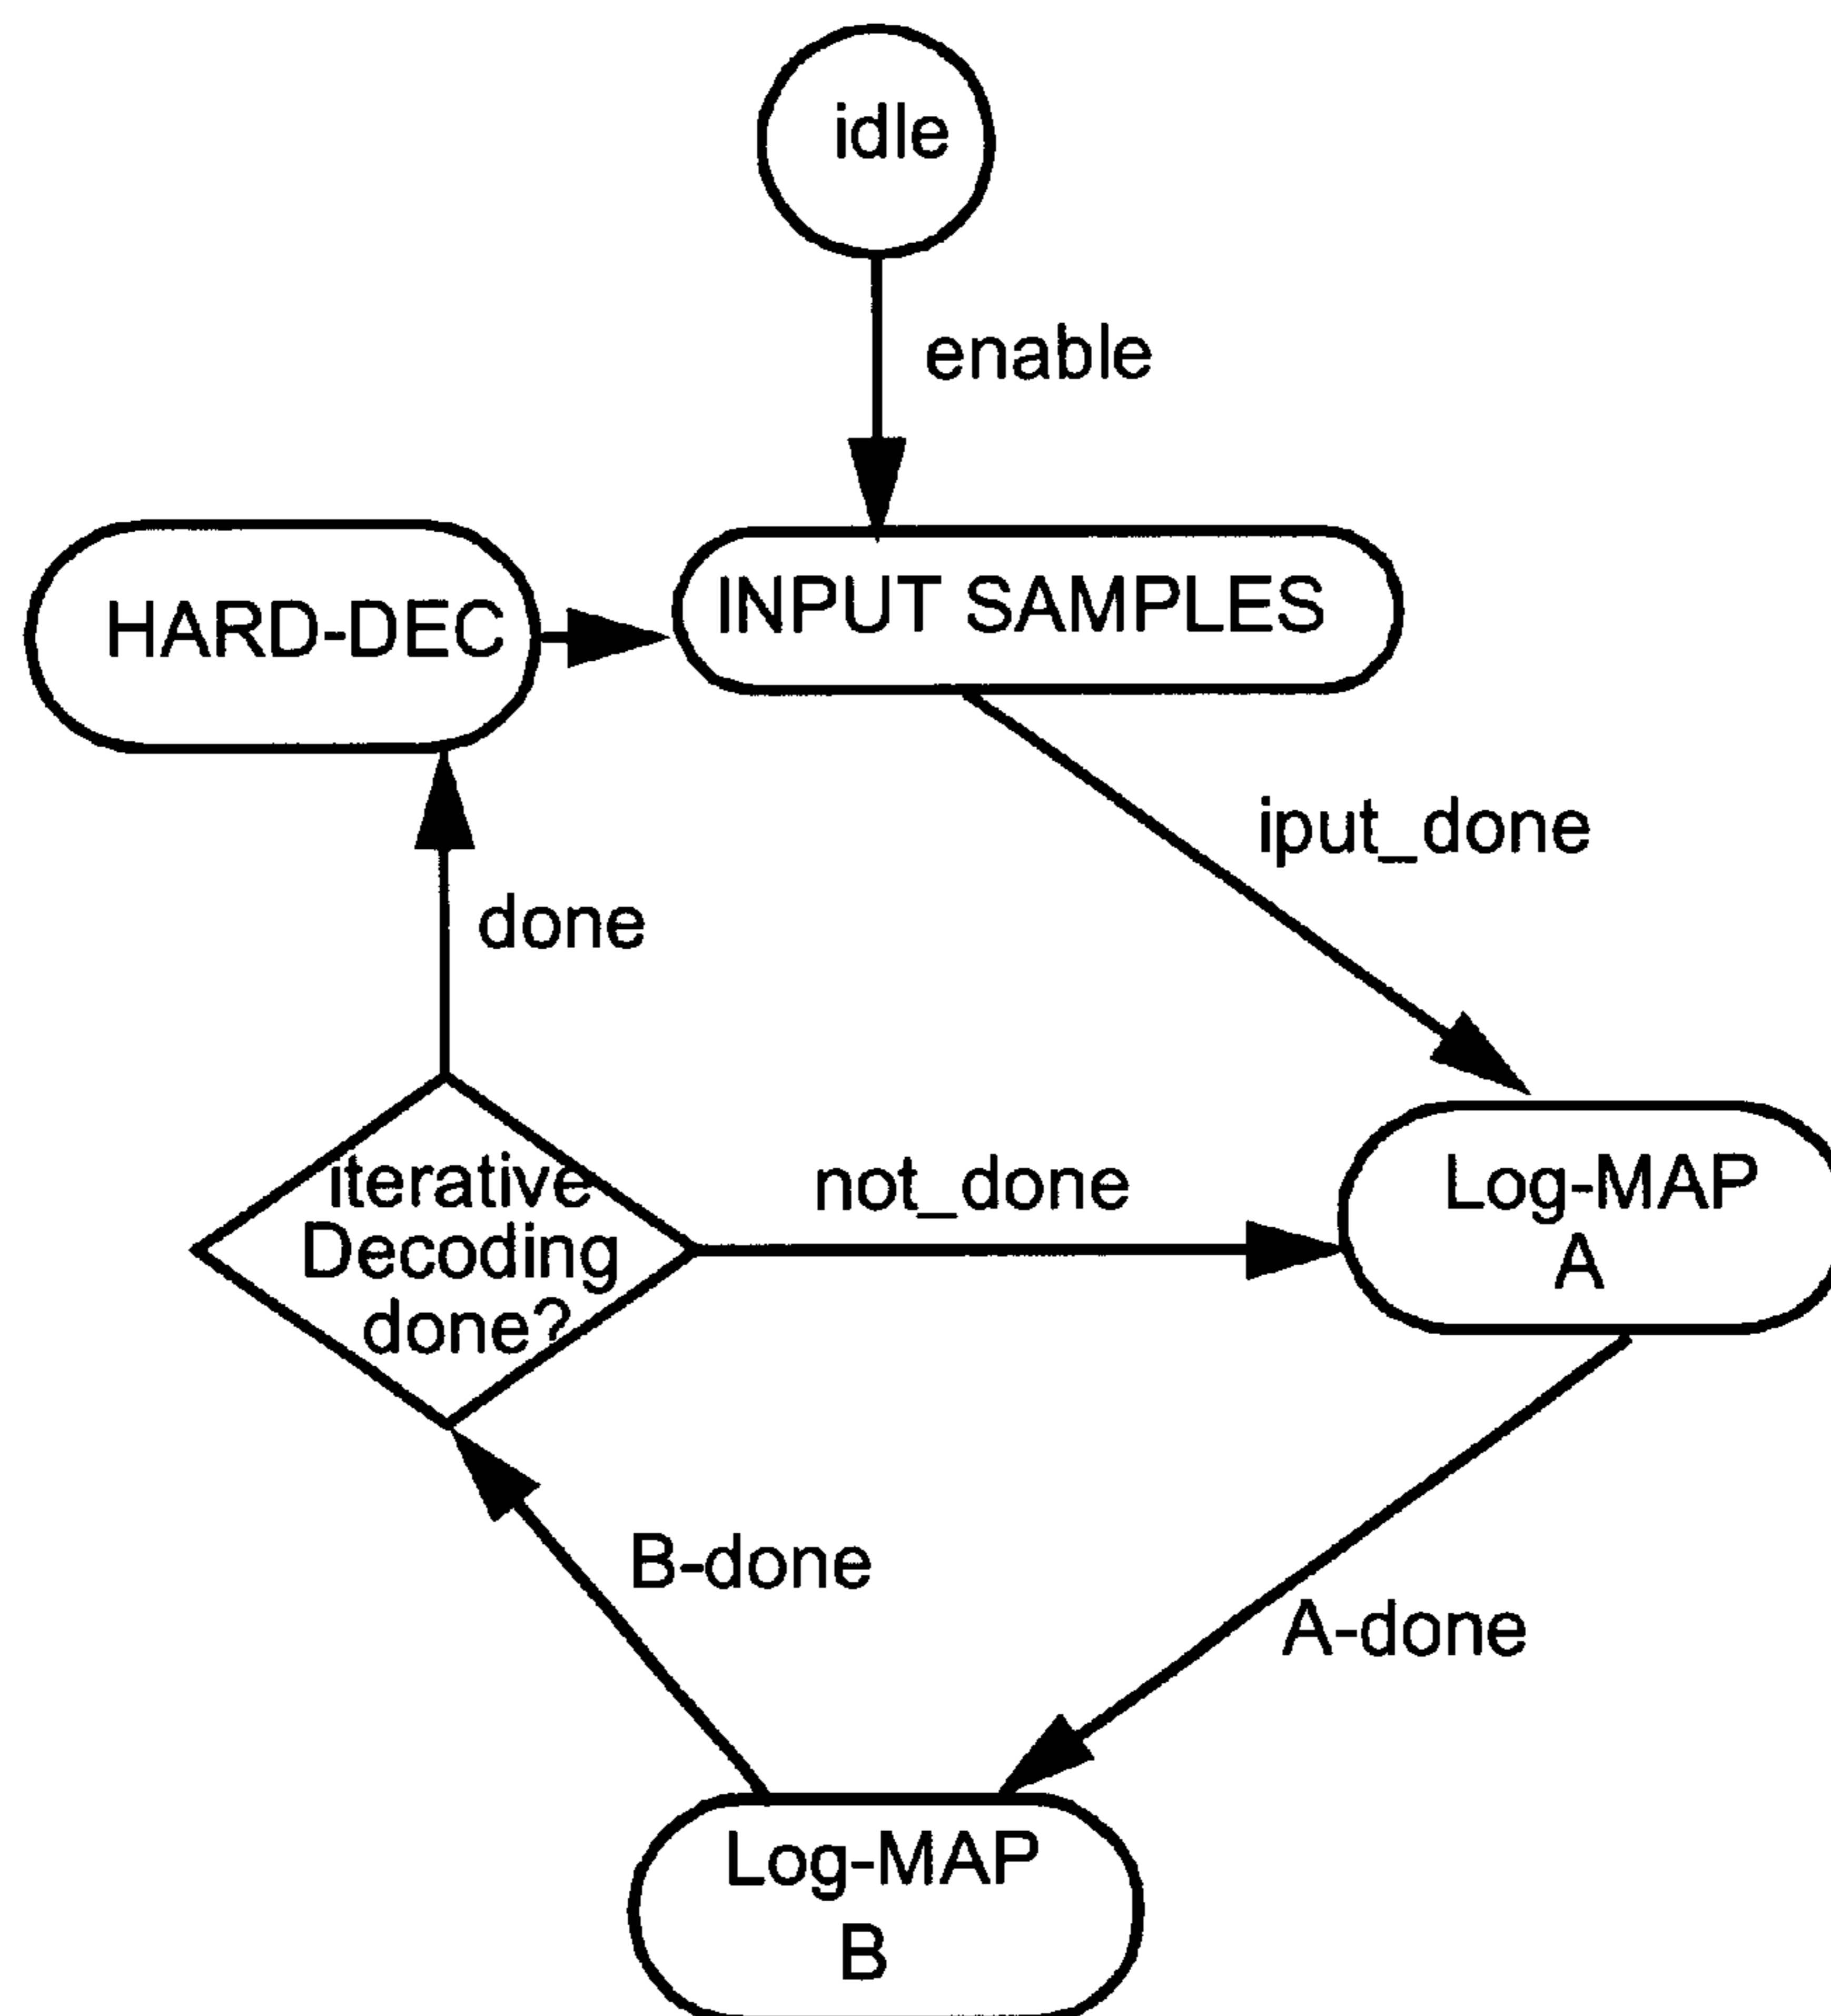 idle
enable
HARD-DEC
INPUT SAMPLES
iput_done
done
iterative
Decoding
done?
not_done
Log-MAP
A
B-done
A-done
Log-MAP
B